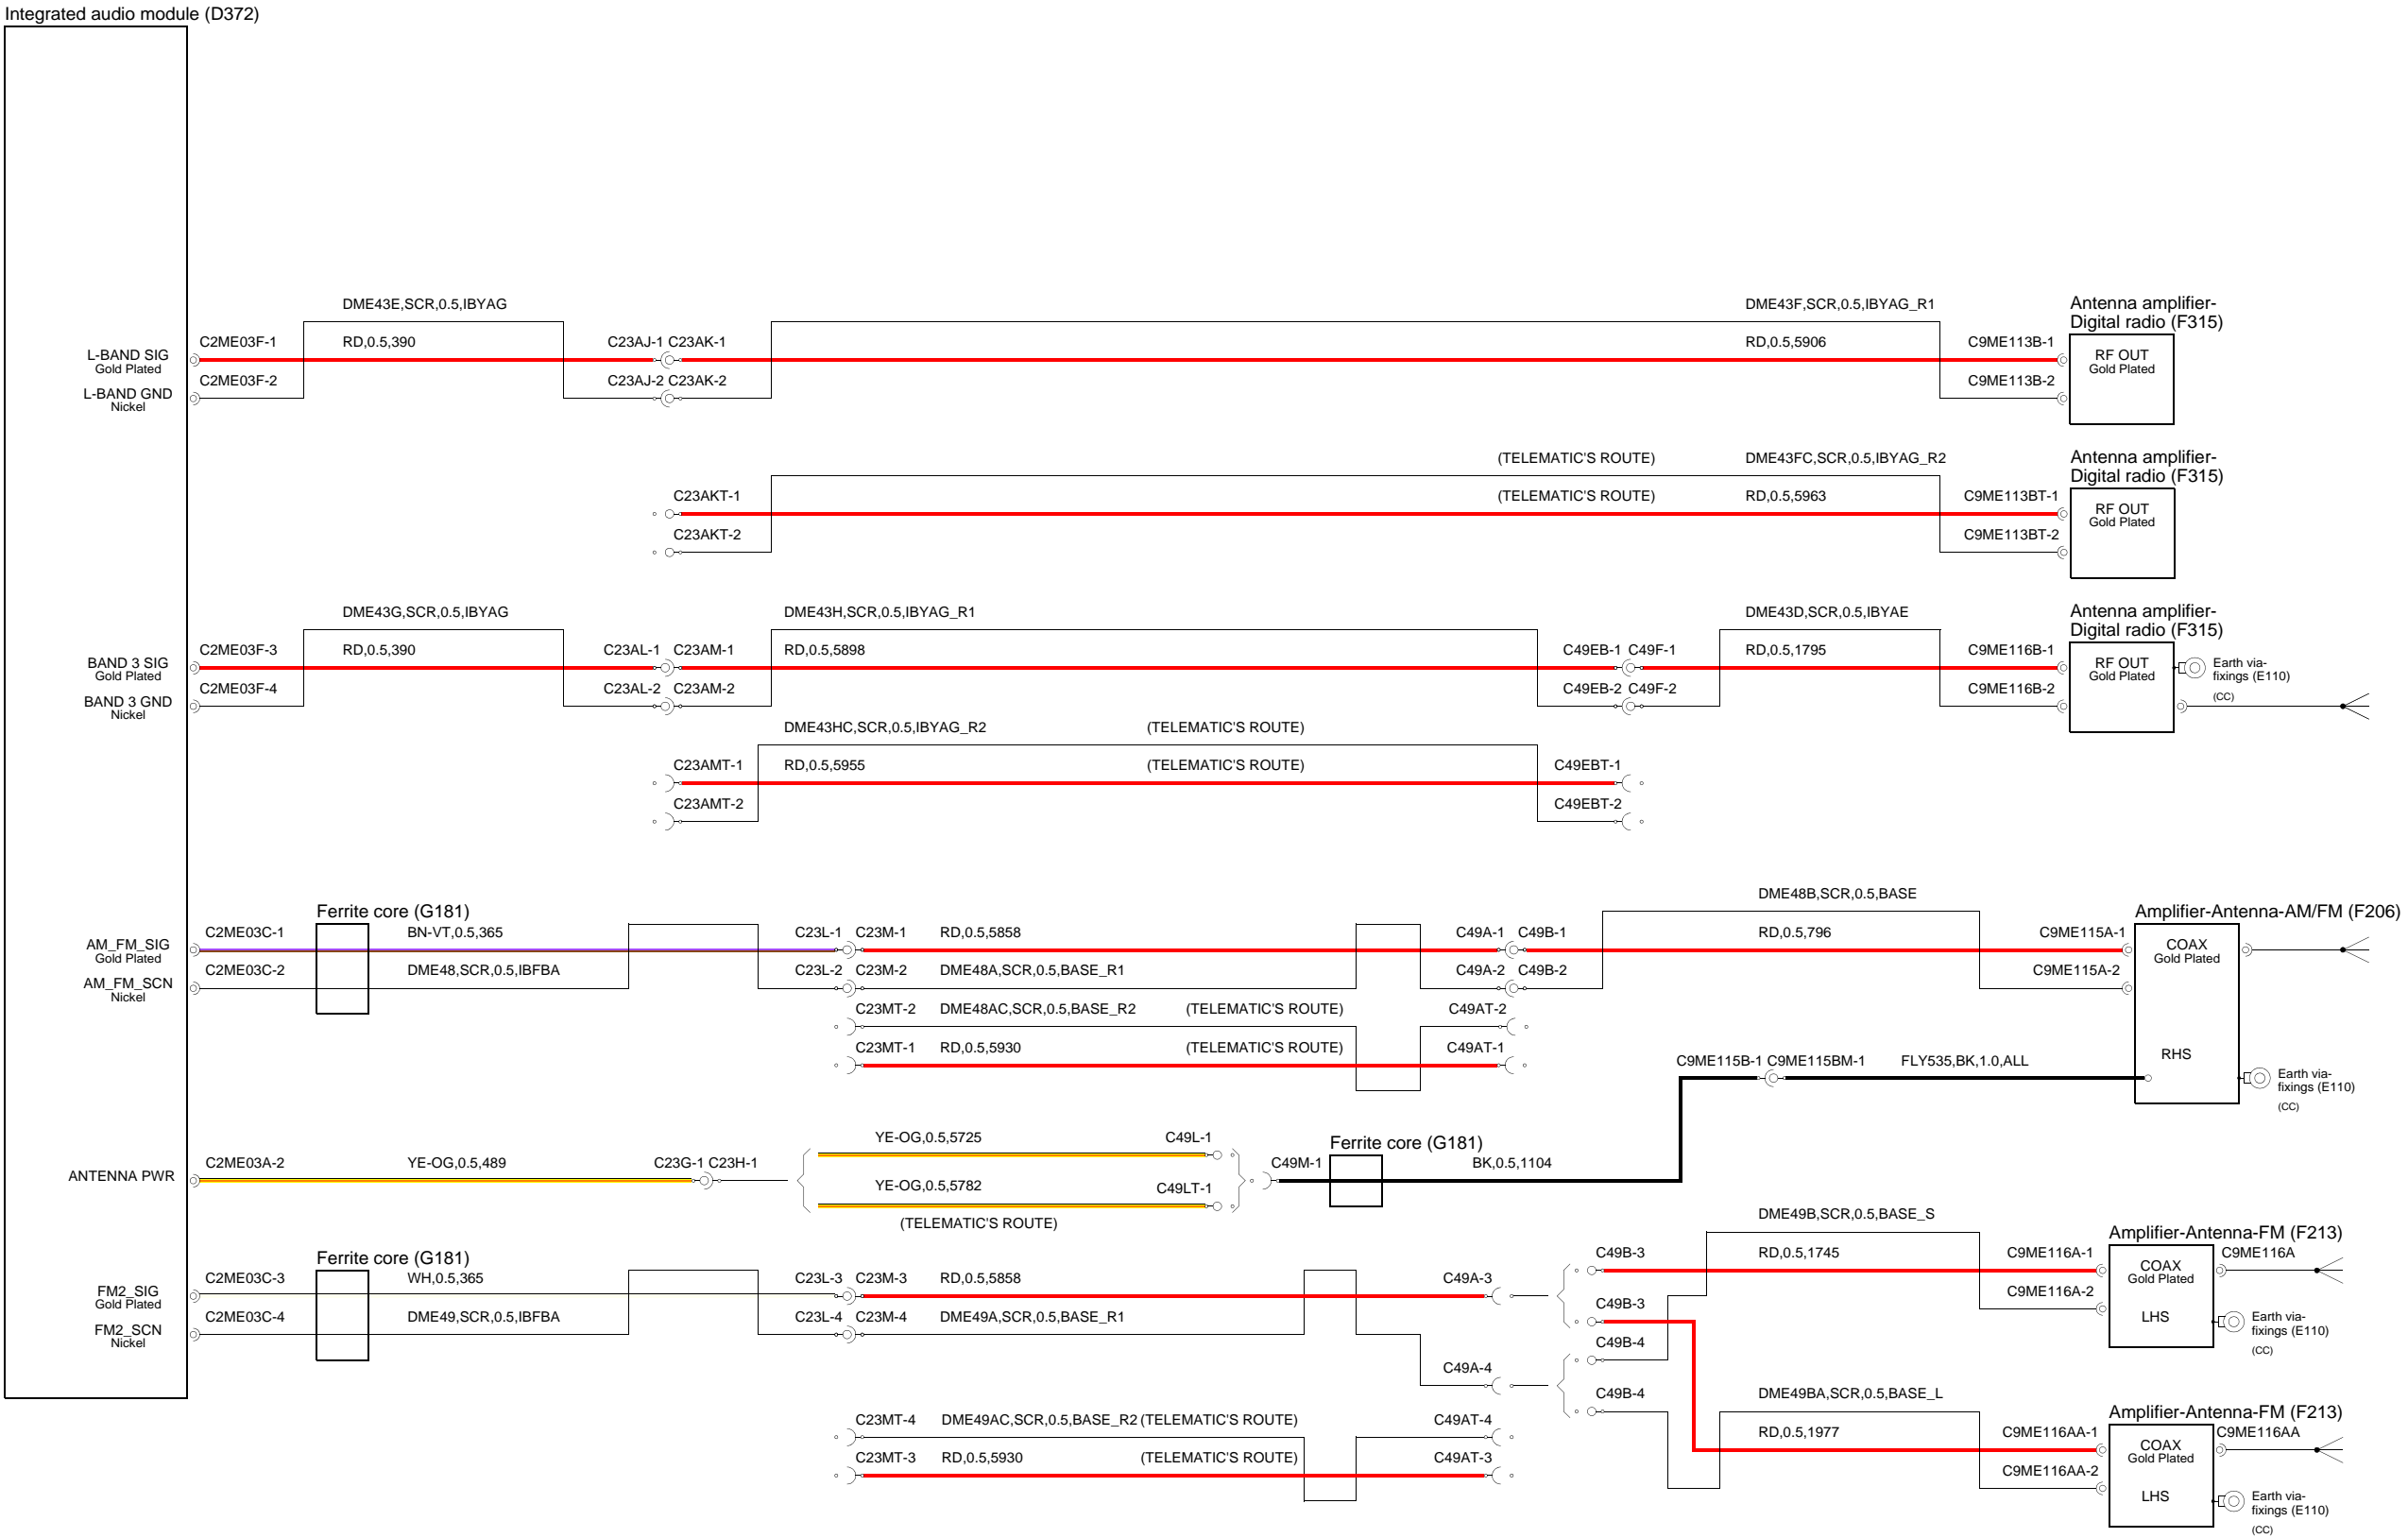 Integrated audio module (D372)
DME43E,SCR,0.5,IBYAG
DME43F,SCR,0.5,IBYAG_R1
Antenna amplifier-
Digital radio (F315)
L-BAND SIG
Gold Plated
C2ME03F-1
RD,0.5,390
C23AJ-1 C23AK-1
RD,0.5,5906
C9ME113B-1
RF OUT
Gold Plated
L-BAND GND
Nickel
C2ME03F-2
C23AJ-2 C23AK-2
C9ME113B-2
(TELEMATIC'S ROUTE)
DME43FC,SCR,0.5,IBYAG_R2
Antenna amplifier-
Digital radio (F315)
C23AKT-1
(TELEMATIC'S ROUTE)
RD,0.5,5963
C9ME113BT-1
RF OUT
Gold Plated
C23AKT-2
C9ME113BT-2
DME43G,SCR,0.5,IBYAG
DME43H,SCR,0.5,IBYAG_R1
DME43D,SCR,0.5,IBYAE
Antenna amplifier-
Digital radio (F315)
BAND 3 SIG
Gold Plated
C2ME03F-3
RD,0.5,390
C23AL-1 C23AM-1
RD,0.5,5898
C49EB-1 C49F-1
RD,0.5,1795
C9ME116B-1
RF OUT
Gold Plated
Earth via-
fixings (E110)
(CC)
BAND 3 GND
Nickel
C2ME03F-4
C23AL-2 C23AM-2
C49EB-2 C49F-2
C9ME116B-2
DME43HC,SCR,0.5,IBYAG_R2
(TELEMATIC'S ROUTE)
C23AMT-1
RD,0.5,5955
(TELEMATIC'S ROUTE)
C49EBT-1
C23AMT-2
C49EBT-2
DME48B,SCR,0.5,BASE
Ferrite core (G181)
Amplifier-Antenna-AM/FM (F206)
AM_FM_SIG
Gold Plated
C2ME03C-1
BN-VT,0.5,365
C23L-1 C23M-1
RD,0.5,5858
C49A-1 C49B-1
RD,0.5,796
C9ME115A-1
COAX
Gold Plated
AM_FM_SCN
Nickel
C2ME03C-2
DME48,SCR,0.5,IBFBA
C23L-2 C23M-2
DME48A,SCR,0.5,BASE_R1
C49A-2 C49B-2
C9ME115A-2
C23MT-2
DME48AC,SCR,0.5,BASE_R2
(TELEMATIC'S ROUTE)
C49AT-2
C23MT-1
RD,0.5,5930
(TELEMATIC'S ROUTE)
C49AT-1
C9ME115B-1 C9ME115BM-1
FLY535,BK,1.0,ALL
RHS
Earth via-
fixings (E110)
(CC)
YE-OG,0.5,5725
C49L-1
Ferrite core (G181)
ANTENNA PWR
C2ME03A-2
YE-OG,0.5,489
C23G-1 C23H-1
C49M-1
BK,0.5,1104
YE-OG,0.5,5782
C49LT-1
(TELEMATIC'S ROUTE)
DME49B,SCR,0.5,BASE_S
Amplifier-Antenna-FM (F213)
Ferrite core (G181)
C49B-3
RD,0.5,1745
C9ME116A-1
C9ME116A
COAX
Gold Plated
FM2_SIG
Gold Plated
C2ME03C-3
WH,0.5,365
C23L-3 C23M-3
RD,0.5,5858
C49A-3
C49B-3
C9ME116A-2
LHS
Earth via-
fixings (E110)
(CC)
FM2_SCN
Nickel
C2ME03C-4
DME49,SCR,0.5,IBFBA
C23L-4 C23M-4
DME49A,SCR,0.5,BASE_R1
C49B-4
C49A-4
C49B-4
DME49BA,SCR,0.5,BASE_L
Amplifier-Antenna-FM (F213)
C23MT-4
DME49AC,SCR,0.5,BASE_R2 (TELEMATIC'S ROUTE)
C49AT-4
RD,0.5,1977
C9ME116AA-1
C9ME116AA
COAX
Gold Plated
C23MT-3
RD,0.5,5930
(TELEMATIC'S ROUTE)
C49AT-3
C9ME116AA-2
LHS
Earth via-
fixings (E110)
(CC)